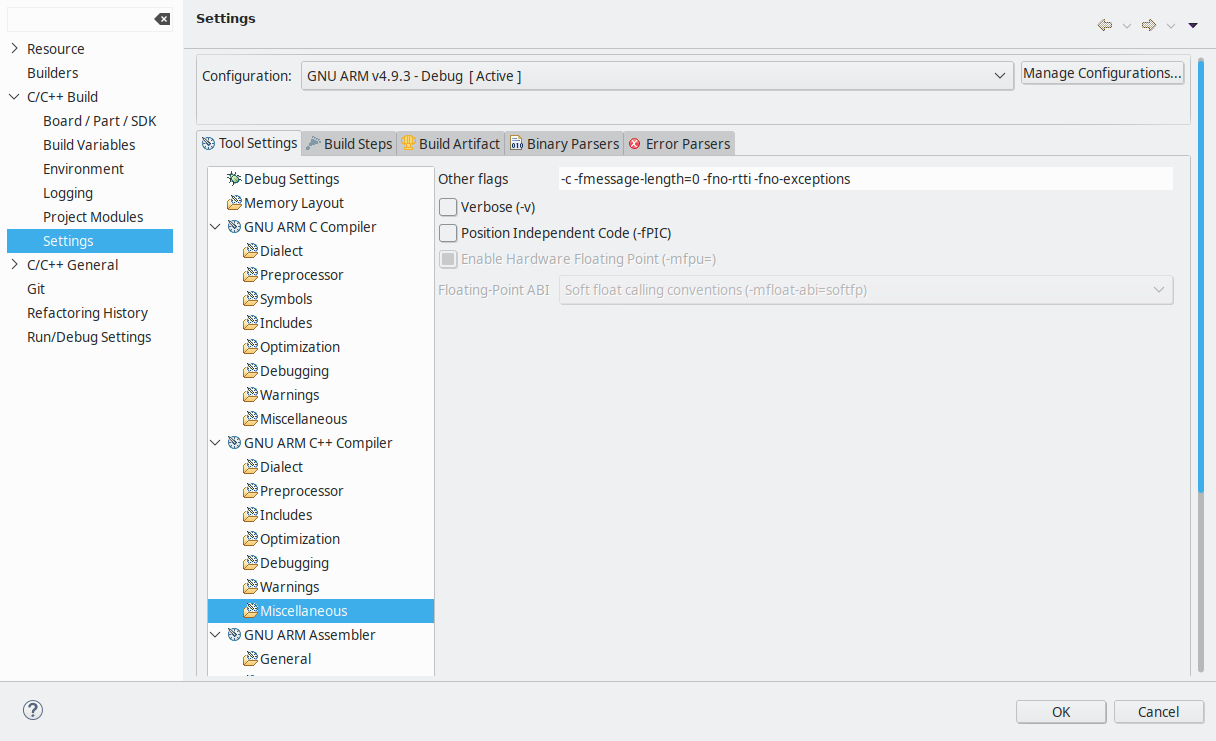 Settings
Resource
Builders
C/C++ Build
Board / Part / SDK
Build Variables
Environment
Logging
Project Modules
Settings
C/C++ General
Git
Refactoring History
Run/Debug Settings
Configuration: GNU ARM v4.9.3 - Debug [ Active ] Manage Configurations...
Tool Settings Build Steps Build Artifact Binary Parsers Error Parsers
Debug Settings
Memory Layout
GNU ARM C Compiler
Dialect
Preprocessor
Symbols
Includes
Optimization
Debugging
Warnings
Miscellaneous
GNU ARM C++ Compiler
Dialect
Preprocessor
Includes
Optimization
Debugging
Warnings
Miscellaneous
GNU ARM Assembler
General
Other flags -c -fmessage-length=0 -fno-rtti -fno-exceptions
Verbose (-v)
Position Independent Code (-fPIC)
Enable Hardware Floating Point (-mfpu=)
Floating-Point ABI Soft float calling conventions (-mfloat-abi=softfp)
? OK Cancel